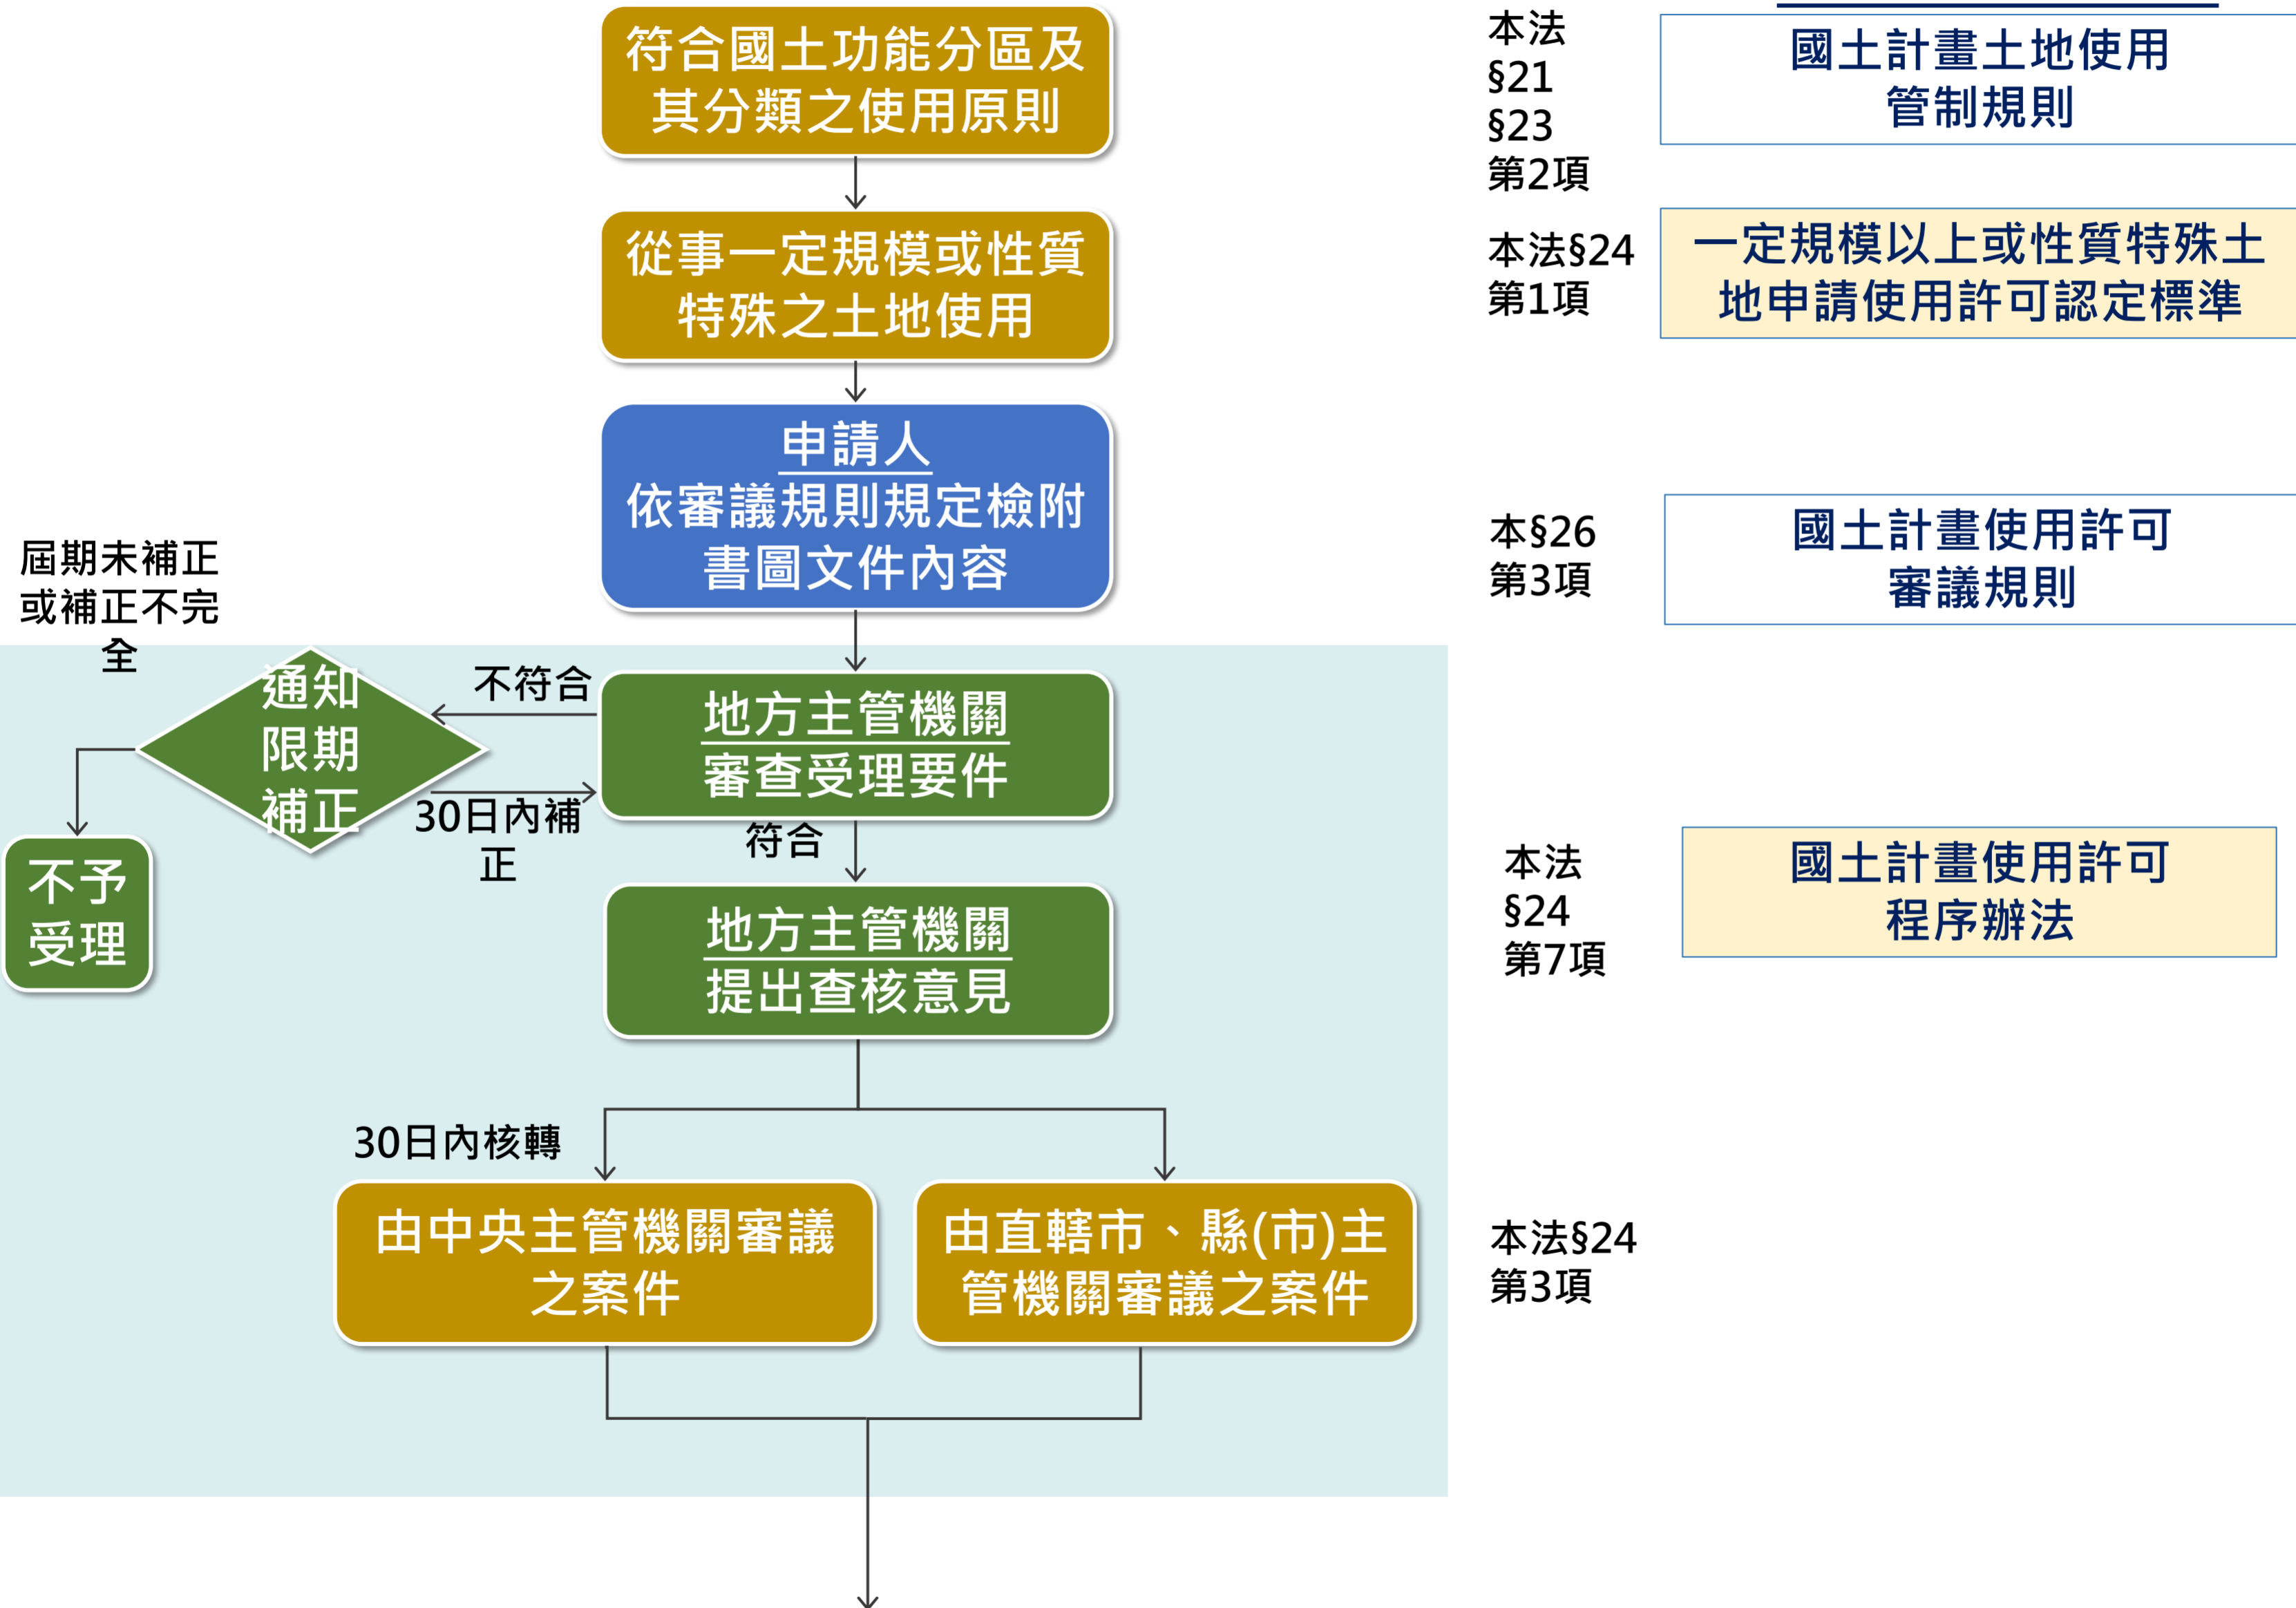 符合國土功能分區及
其分類之使用原則
本法
§21
§23
第2項
國土計畫土地使用
管制規則
從事一定規模或性質
特殊之土地使用
本法§24
第1項
一定規模以上或性質特殊土
地申請使用許可認定標準
申請人
依審議規則規定檢附
書圖文件內容
本§26
第3項
國土計畫使用許可
審議規則
屆期未補正
或補正不完
全
通知
限期
補正
不符合
30日內補
正
地方主管機關
審查受理要件
符合
不予
受理
地方主管機關
提出查核意見
本法
§24
第7項
國土計畫使用許可
程序辦法
30日內核轉
由中央主管機關審議
之案件
由直轄市、縣(市)主
管機關審議之案件
本法§24
第3項